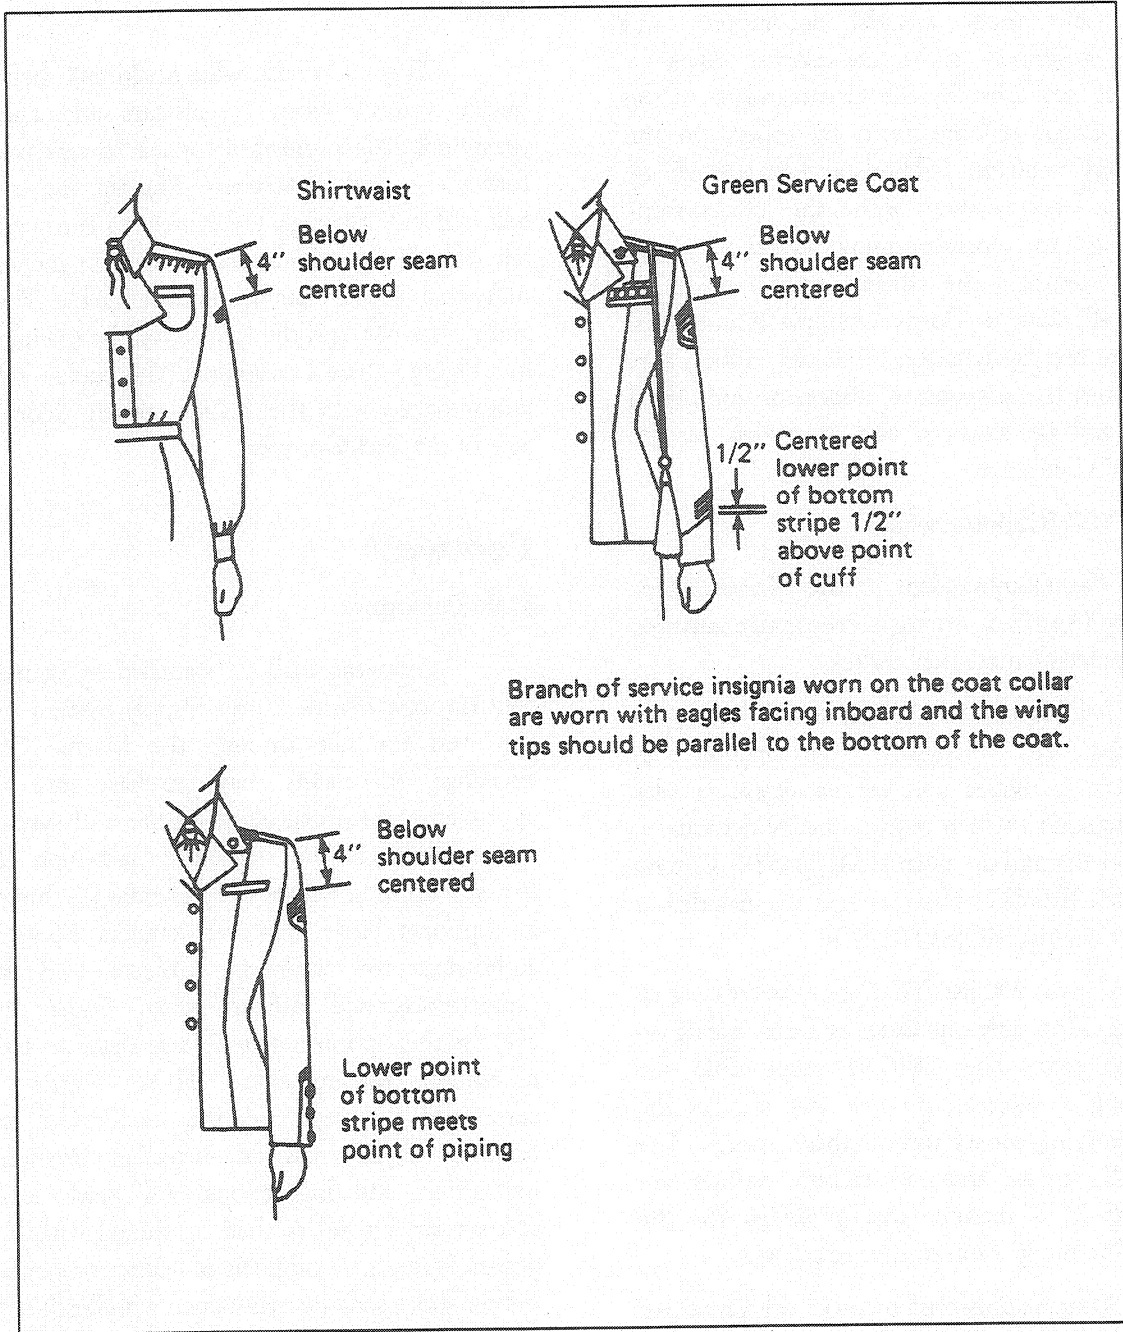 Shirtwaist
4" Below
shoulder seam
centered
Green Service Coat
4" Below
shoulder seam
centered
1/2" Centered
lower point
of bottom
stripe 1/2"
above point
of cuff
Branch of service insignia worn on the coat collar
are worn with eagles facing inboard and the wing
tips should be parallel to the bottom of the coat.
4" Below
shoulder seam
centered
Lower point
of bottom
stripe meets
point of piping